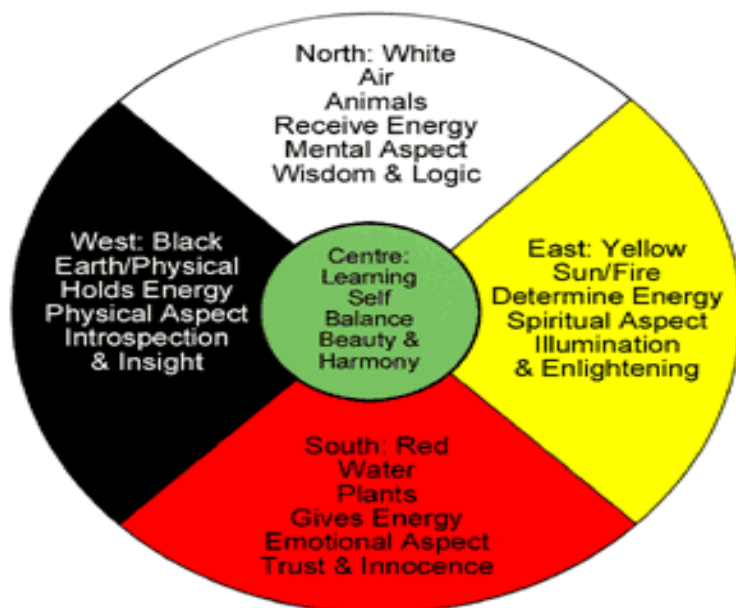 North: White
Air
Animals
Receive Energy
Mental Aspect
Wisdom & Logic
West: Black
Earth/Physical
Holds Energy
Physical Aspect
Introspection
& Insight
Centre:
Learning
Self
Balance
Beauty &
Harmony
East: Yellow
Sun/Fire
Determine Energy
Spiritual Aspect
Illumination
& Enlightening
South: Red
Water
Plants
Gives Energy
Emotional Aspect
Trust & Innocence